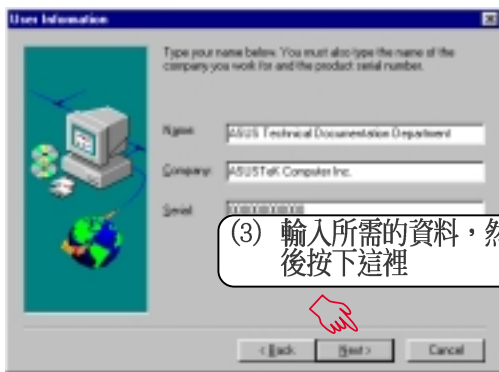 User Information
Type your name below. You must also type the name of the
company you work for and the product serial number.
Name:
ASUS Technical Documentation Department
Company:
ASUSTeK Computer Inc.
Serial:
(3) 輸入所需的資料，然
後按下這裡
< Back
Next >
Cancel